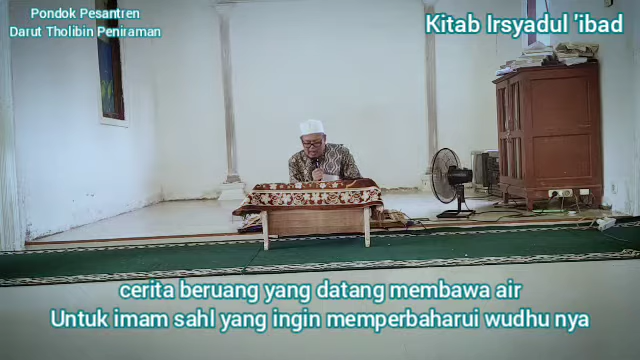 Pondok Pesantren
Darut Tholibin Peniraman
Kitab Irsyadul 'ibad
cerita beruang yang datang membawa air
Untuk imam sahl yang ingin memperbaharui wudhu nya